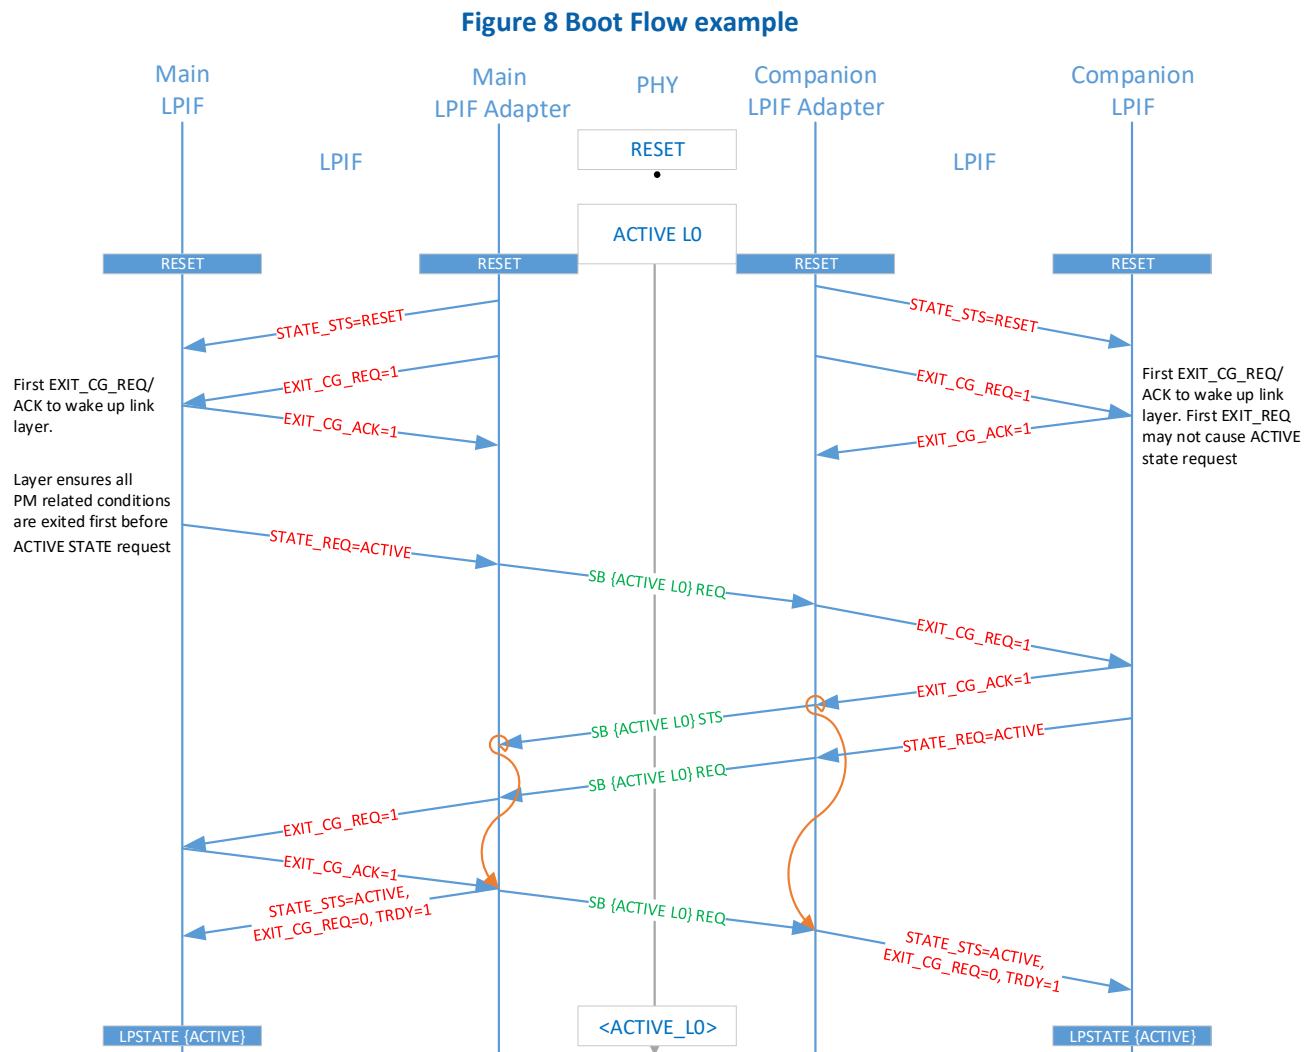 Figure 8 Boot Flow example
Main
LPIF
Main
LPIF Adapter
PHY
Companion
LPIF Adapter
Companion
LPIF
RESET
LPIF
LPIF
ACTIVE L0
RESET
RESET
RESET
RESET
STATE_STS=RESET
STATE_STS=RESET
EXIT_CG_REQ=1
EXIT_CG_REQ=1
First EXIT_CG_REQ/
ACK to wake up link
layer.
First EXIT_CG_REQ/
ACK to wake up link
layer. First EXIT_REQ
may not cause ACTIVE
state request
EXIT_CG_ACK=1
EXIT_CG_ACK=1
Layer ensures all
PM related conditions
are exited first before
ACTIVE STATE request
STATE_REQ=ACTIVE
SB {ACTIVE L0} REQ
EXIT_CG_REQ=1
EXIT_CG_ACK=1
SB {ACTIVE L0} STS
STATE_REQ=ACTIVE
SB {ACTIVE L0} REQ
EXIT_CG_REQ=1
EXIT_CG_ACK=1
STATE_STS=ACTIVE,
EXIT_CG_REQ=0, TRDY=1
SB {ACTIVE L0} REQ
STATE_STS=ACTIVE,
EXIT_CG_REQ=0, TRDY=1
<ACTIVE_L0>
LPSTATE {ACTIVE}
LPSTATE {ACTIVE}